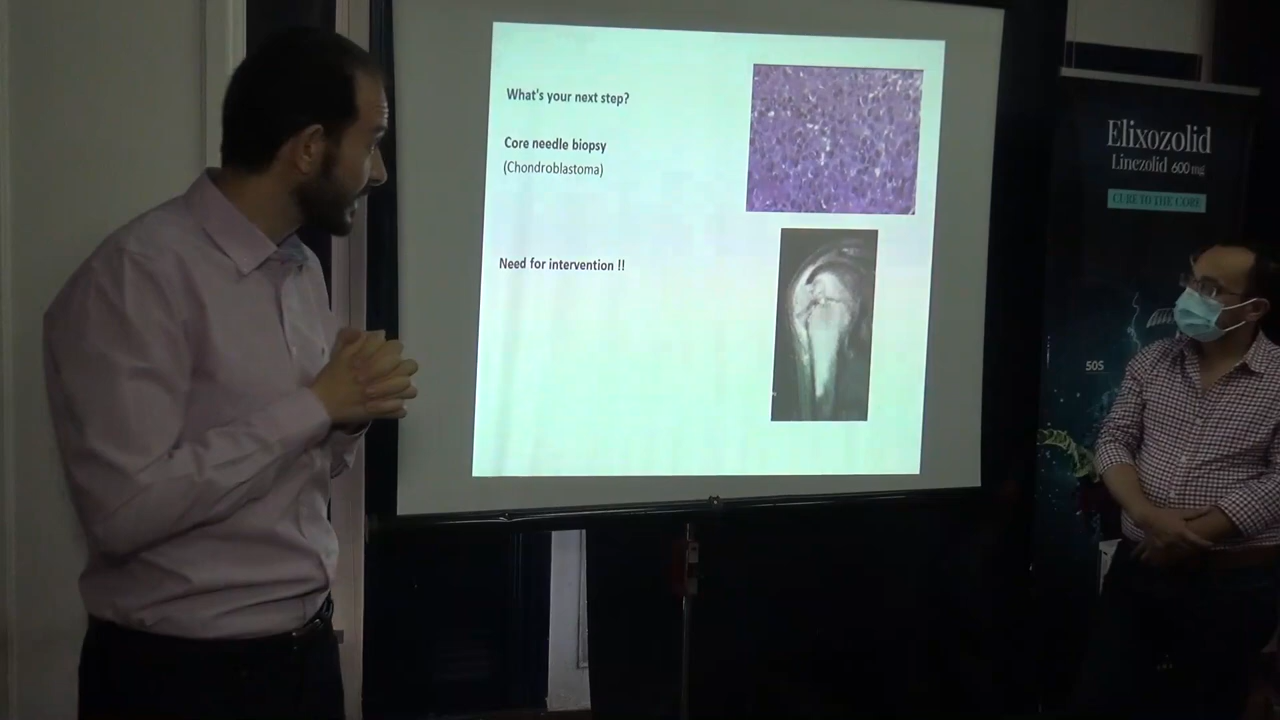 What's your next step?
Core needle biopsy
(Chondroblastoma)
Need for intervention !!
Elixozolid
Linezolid 600 mg
CURE TO THE CORE
50S